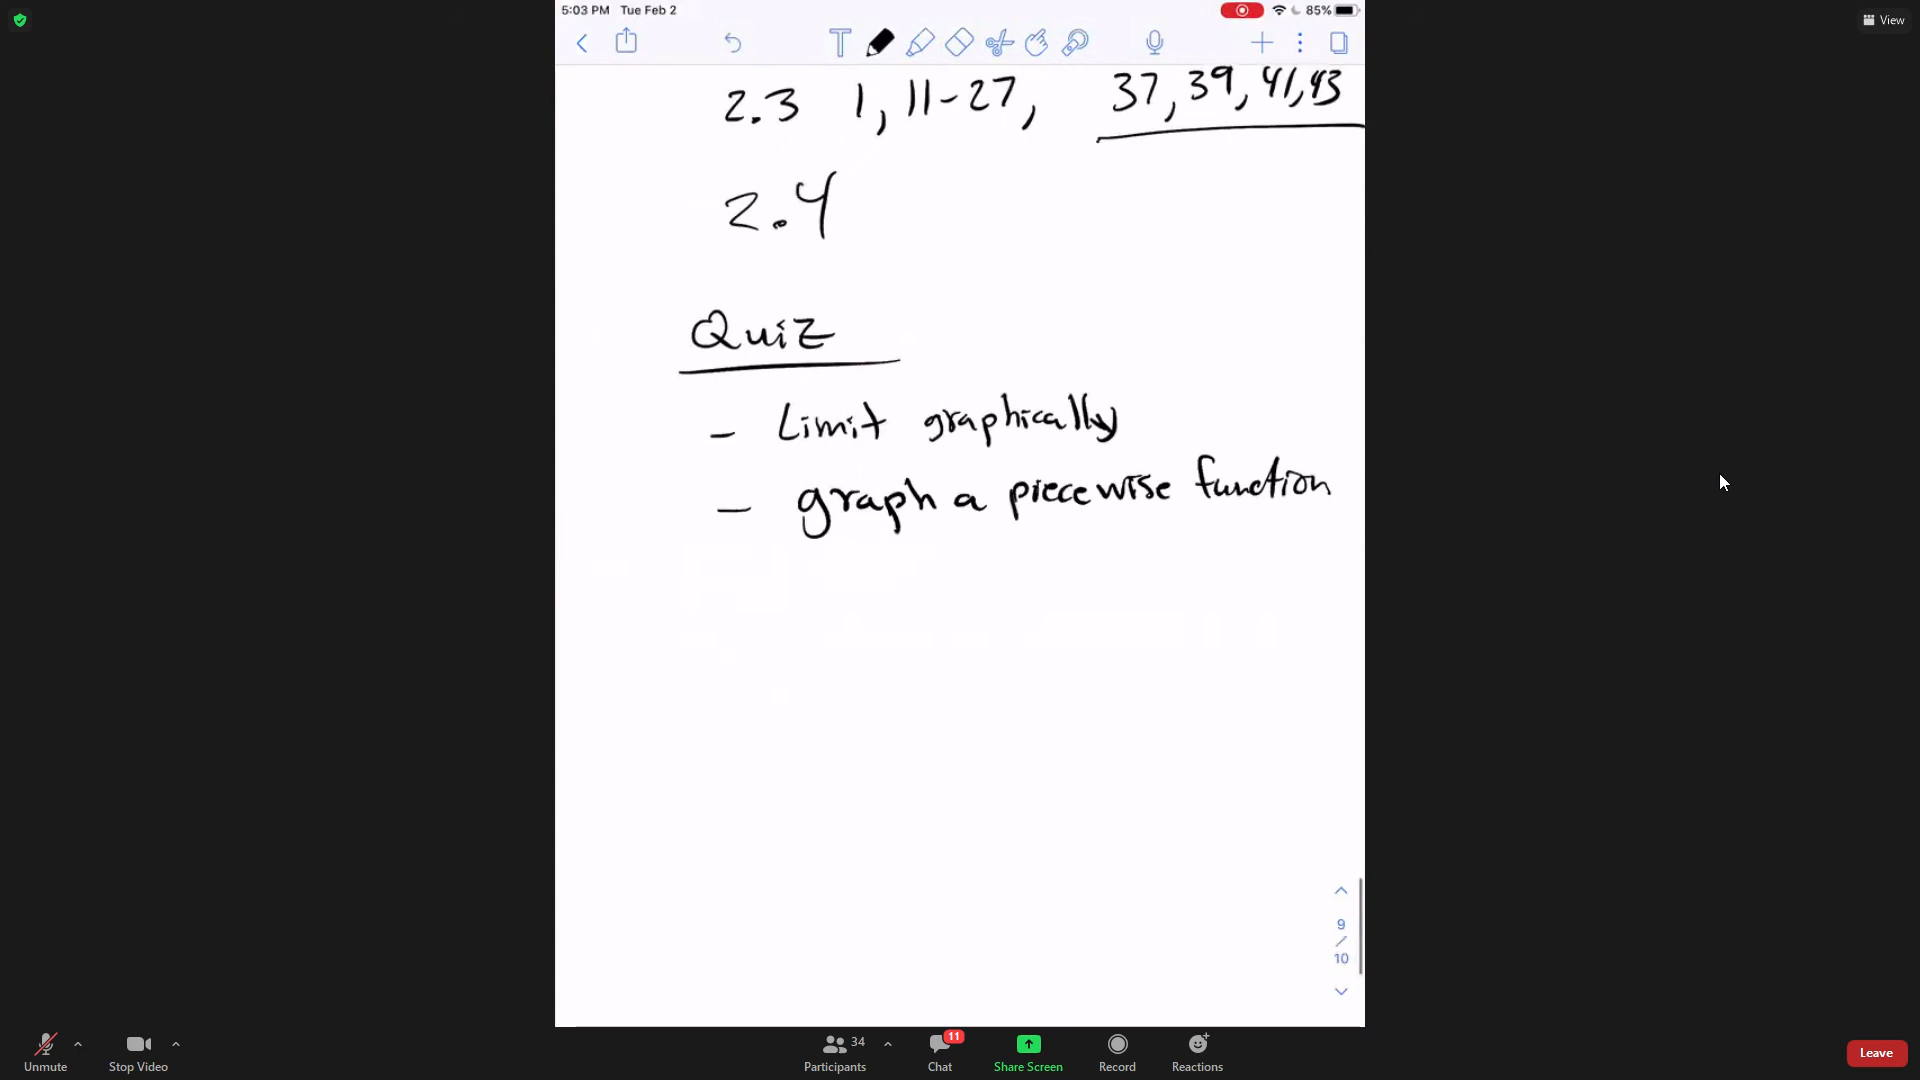 5:03 PM Tue Feb 2 85%
View
2.3 1, 11-27, 37, 39, 41, 43
2.4
Quiz
- Limit graphically
- graph a piecewise function
9
/
10
Unmute Stop Video 34 Participants 11 Chat Share Screen Record Reactions Leave